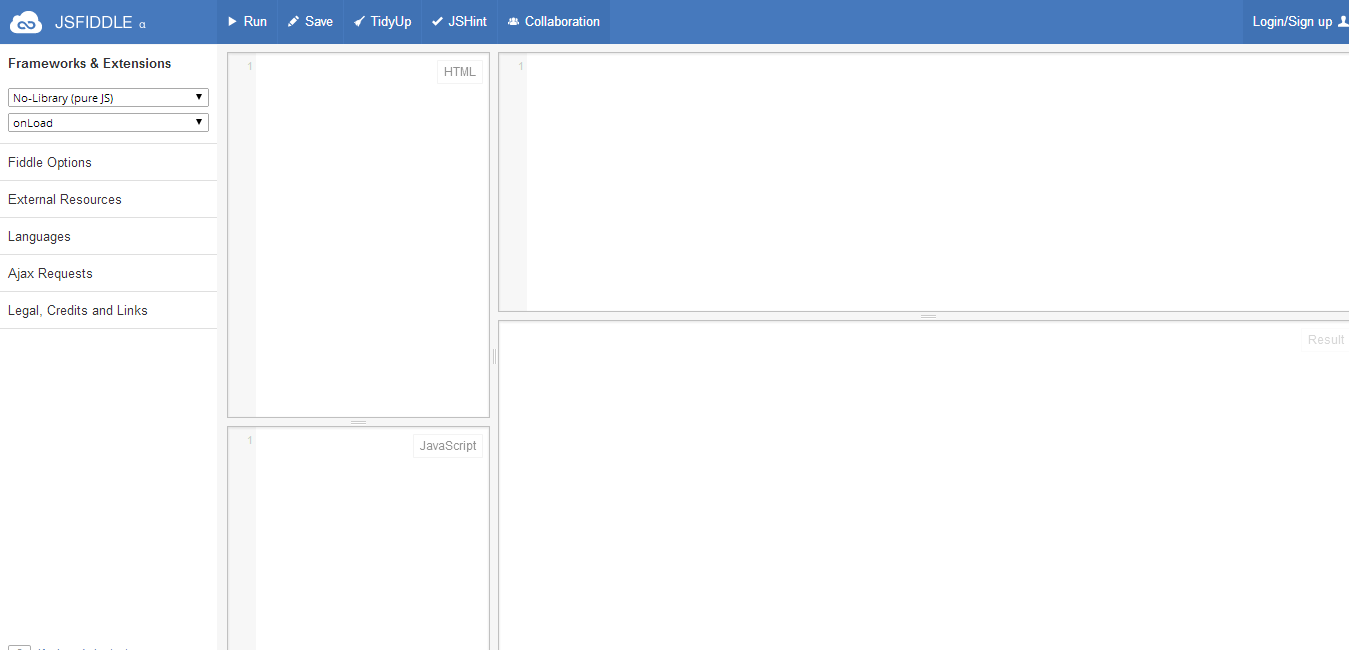 JSFIDDLE α
Run
Save
TidyUp
JSHint
Collaboration
Login/Sign up
Frameworks & Extensions
No-Library (pure JS)
onLoad
Fiddle Options
External Resources
Languages
Ajax Requests
Legal, Credits and Links
1
HTML
1
1
JavaScript
Result